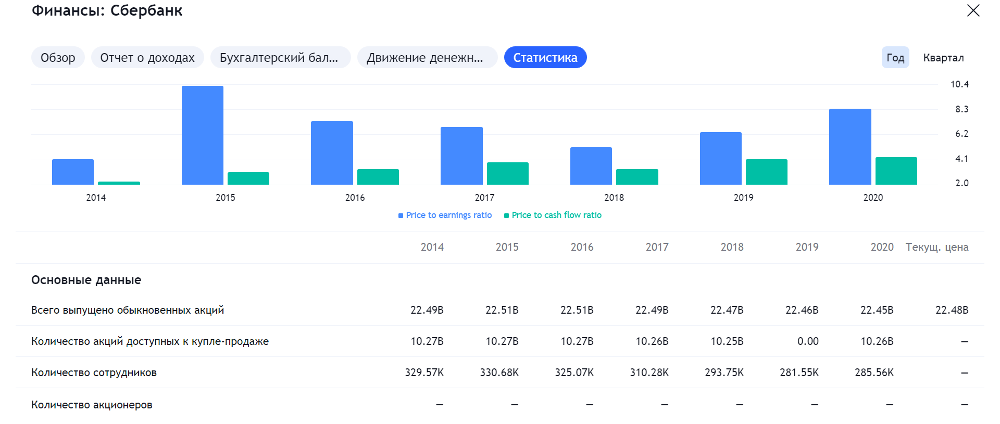 Финансы: Сбербанк
Обзор Отчет о доходах Бухгалтерский бал... Движение денежн... Статистика Год Квартал
10.4
8.3
6.2
4.1
2.0
2014 2015 2016 2017 2018 2019 2020
Price to earnings ratio Price to cash flow ratio
2014 2015 2016 2017 2018 2019 2020 Текущ. цена
Основные данные
Всего выпущено обыкновенных акций 22.49B 22.51B 22.51B 22.49B 22.47B 22.46B 22.45B 22.48B
Количество акций доступных к купле-продаже 10.27B 10.27B 10.27B 10.26B 10.25B 0.00 10.26B —
Количество сотрудников 329.57K 330.68K 325.07K 310.28K 293.75K 281.55K 285.56K —
Количество акционеров — — — — — — — —